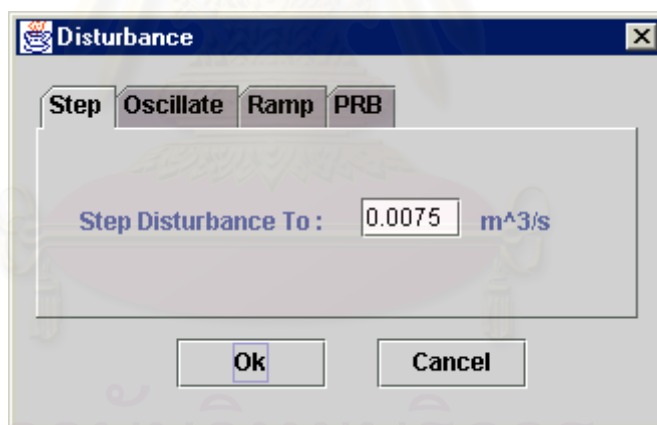 Disturbance
Step Oscillate Ramp PRB
Step Disturbance To : 0.0075 m^3/s
Ok Cancel